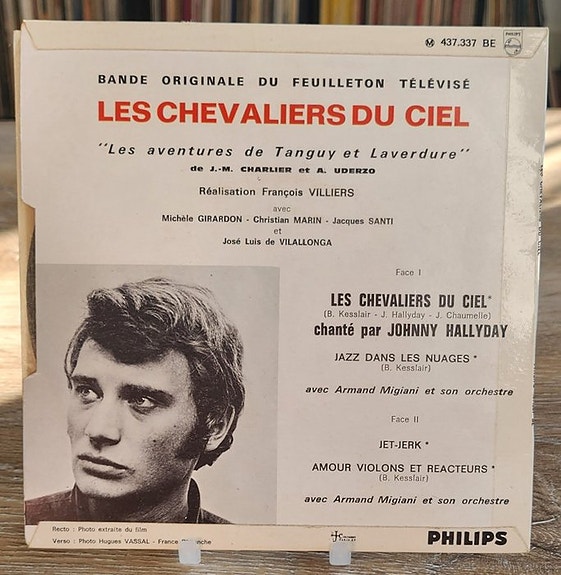 Ⓜ 437.337 BE
PHILIPS
BANDE ORIGINALE DU FEUILLETON TÉLÉVISÉ
LES CHEVALIERS DU CIEL
"Les aventures de Tanguy et Laverdure"
de J.-M. CHARLIER et A. UDERZO
Réalisation François VILLIERS
avec
Michèle GIRARDON - Christian MARIN - Jacques SANTI
et
José Luis de VILALLONGA
Face I
LES CHEVALIERS DU CIEL*
(B. Kesslair - J. Hallyday - J. Chaumelle)
chanté par JOHNNY HALLYDAY
JAZZ DANS LES NUAGES *
(B. Kesslair)
avec Armand Migiani et son orchestre
Face II
JET-JERK *
AMOUR VIOLONS ET REACTEURS *
(B. Kesslair)
avec Armand Migiani et son orchestre
Recto : Photo extraite du film
Verso : Photo Hugues VASSAL - France
PHILIPS